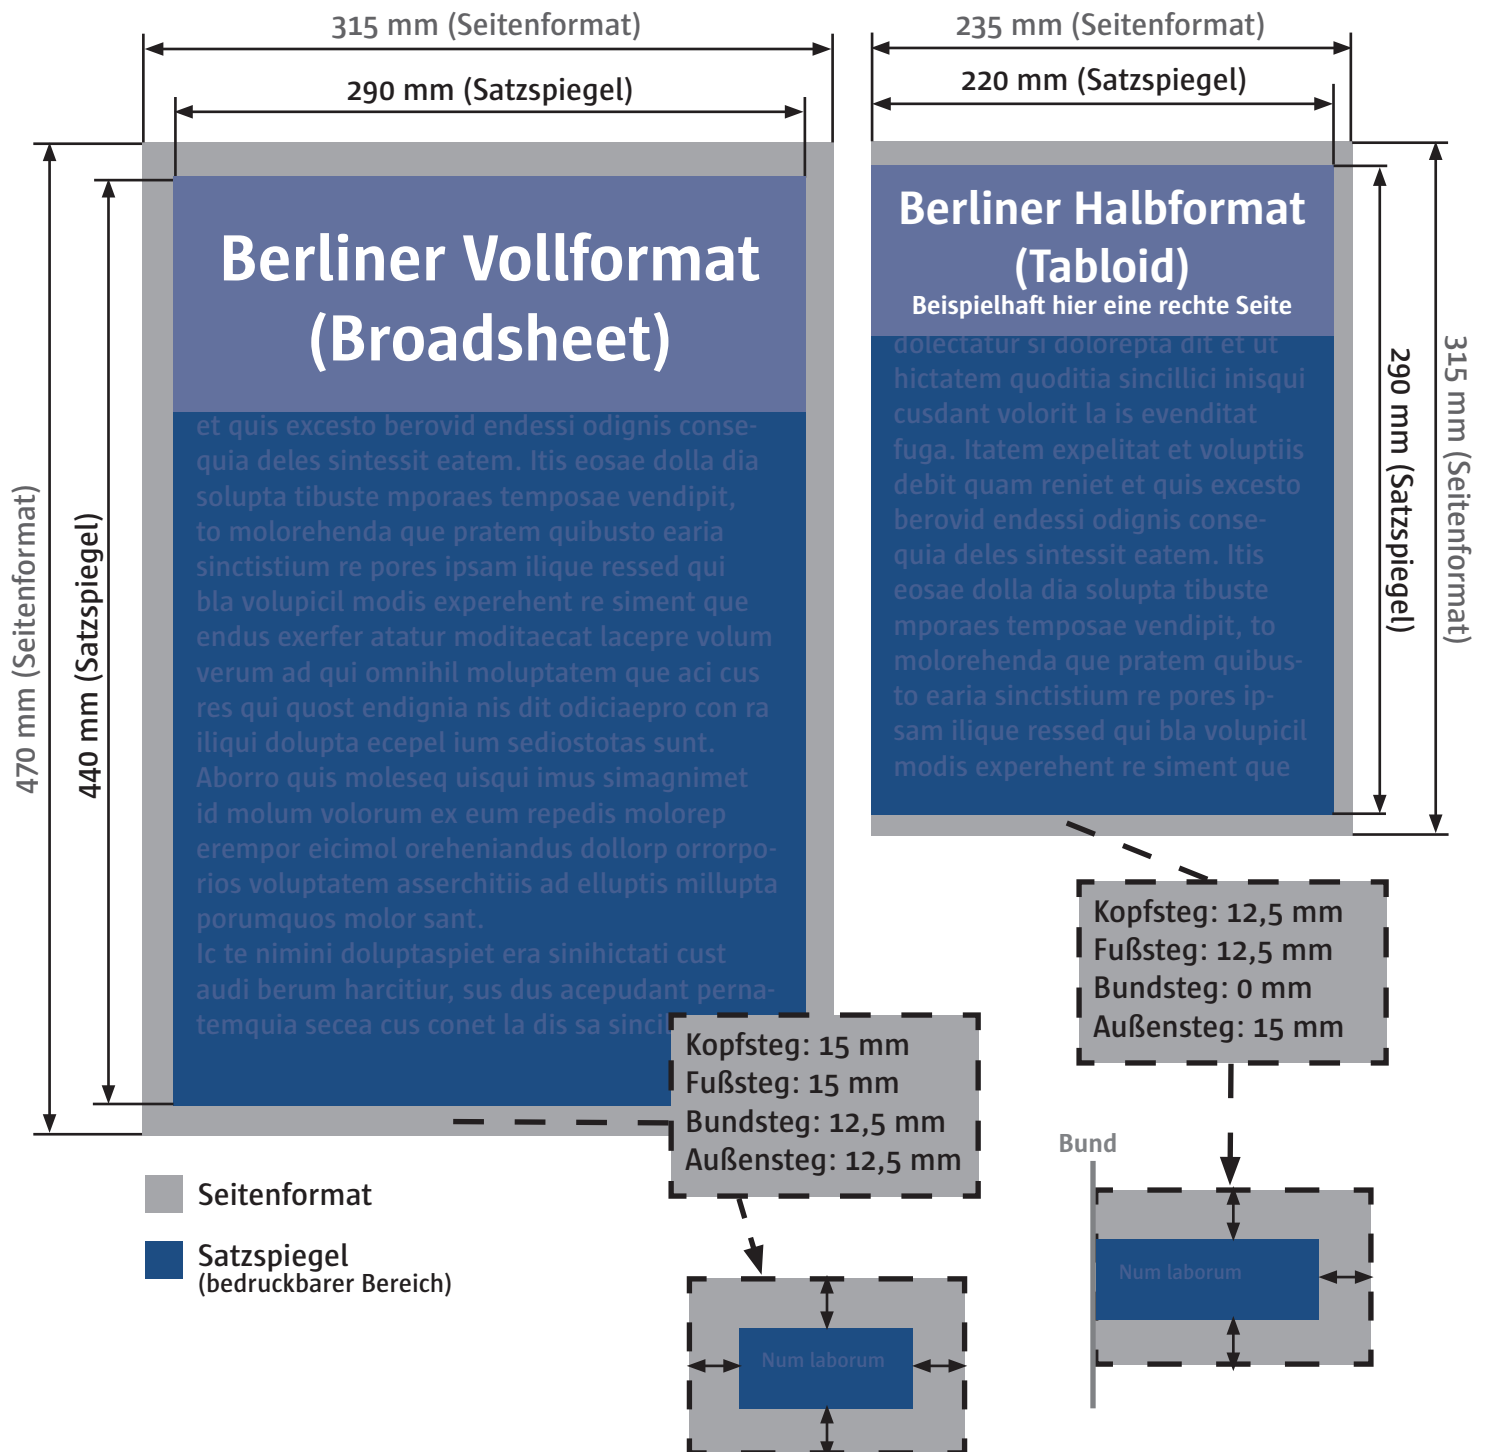 315 mm (Seitenformat)
290 mm (Satzspiegel)
470 mm (Seitenformat)
440 mm (Satzspiegel)
Berliner Vollformat
(Broadsheet)
et quis excesto berovid endessi odignis conse-
quia deles sintessit eatem. Itis eosae dolla dia
solupta tibuste mporaes temposae vendipit,
to molorehenda que pratem quibusto earia
sinctistium re pores ipsam ilique ressed qui
bla volupicil modis experehent re siment que
endus exerfer atatur moditaecat lacepre volum
verum ad qui omnihil moluptatem que aci cus
res qui quost endignia nis dit odiciaepro con ra
iliqui dolupta ecepel ium sediostotas sunt.
Aborro quis moleseq uisqui imus simagnimet
id molum volorum ex eum repedis molorep
erempor eicimol oreheniandus dollorp orrorpo-
rios voluptatem asserchitiis ad elluptis millupta
porumquos molor sant.
Ic te nimini doluptaspiet era sinihictati cust
audi berum harcitiur, sus dus acepudant perna-
temquia secea cus conet la dis sa sinci
Kopfsteg: 15 mm
Fußsteg: 15 mm
Bundsteg: 12,5 mm
Außensteg: 12,5 mm
Num laborum
Seitenformat
Satzspiegel
(bedruckbarer Bereich)
235 mm (Seitenformat)
220 mm (Satzspiegel)
Berliner Halbformat
(Tabloid)
Beispielhaft hier eine rechte Seite
dolectatur si dolorepta dit et ut
hictatem quoditia sincillici inisqui
cusdant volorit la is evenditat
fuga. Itatem expelitat et voluptiis
debit quam reniet et quis excesto
berovid endessi odignis conse-
quia deles sintessit eatem. Itis
eosae dolla dia solupta tibuste
mporaes temposae vendipit, to
molorehenda que pratem quibus-
to earia sinctistium re pores ip-
sam ilique ressed qui bla volupicil
modis experehent re siment que
290 mm (Satzspiegel)
315 mm (Seitenformat)
Kopfsteg: 12,5 mm
Fußsteg: 12,5 mm
Bundsteg: 0 mm
Außensteg: 15 mm
Bund
Num laborum